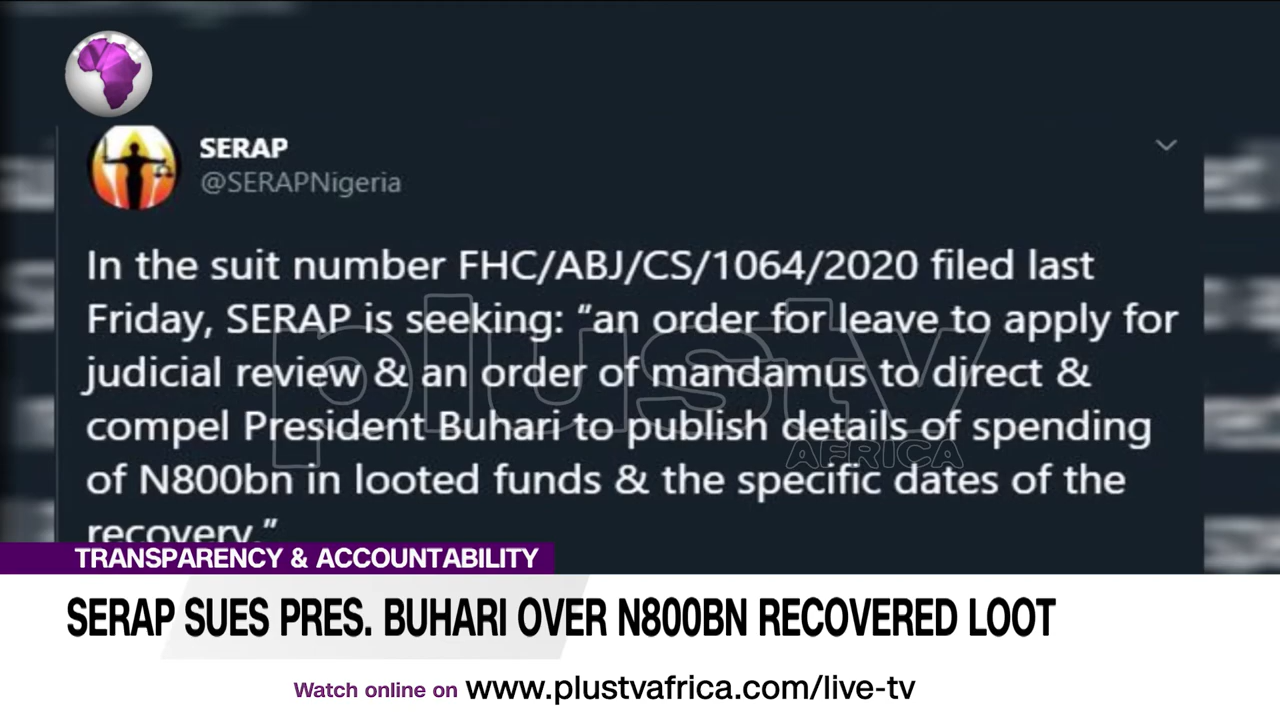 SERAP
@SERAPNigeria
In the suit number FHC/ABJ/CS/1064/2020 filed last
Friday, SERAP is seeking: “an order for leave to apply for
judicial review & an order of mandamus to direct &
compel President Buhari to publish details of spending
of N800bn in looted funds & the specific dates of the
recovery.”
plustv
AFRICA
TRANSPARENCY & ACCOUNTABILITY
SERAP SUES PRES. BUHARI OVER N800BN RECOVERED LOOT
Watch online on www.plustvafrica.com/live-tv